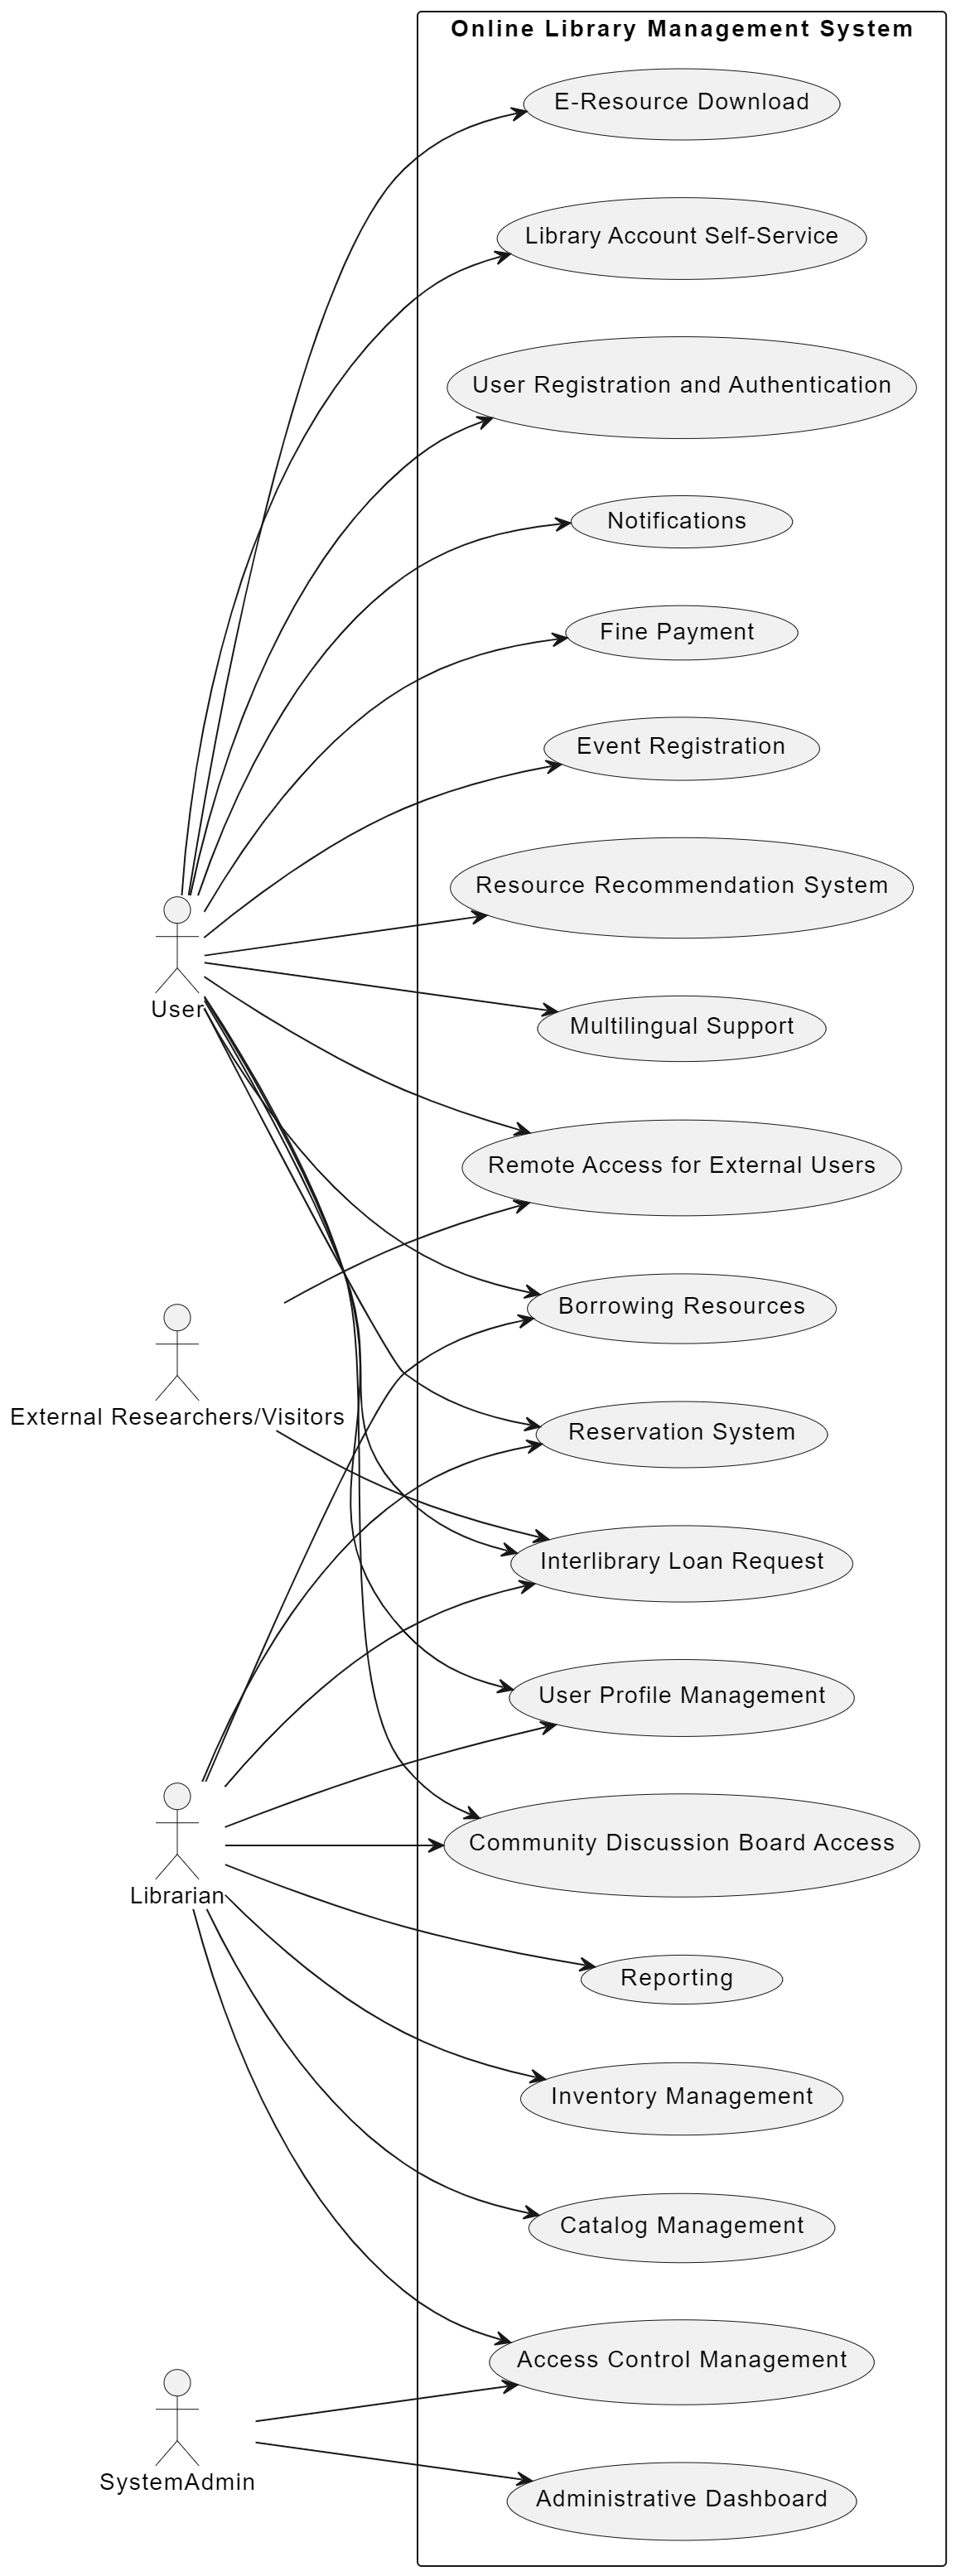 Online Library Management System
E-Resource Download
Library Account Self-Service
User Registration and Authentication
Notifications
Fine Payment
Event Registration
Resource Recommendation System
User
Multilingual Support
Remote Access for External Users
Borrowing Resources
External Researchers/Visitors
Reservation System
Interlibrary Loan Request
User Profile Management
Community Discussion Board Access
Librarian
Reporting
Inventory Management
Catalog Management
Access Control Management
SystemAdmin
Administrative Dashboard